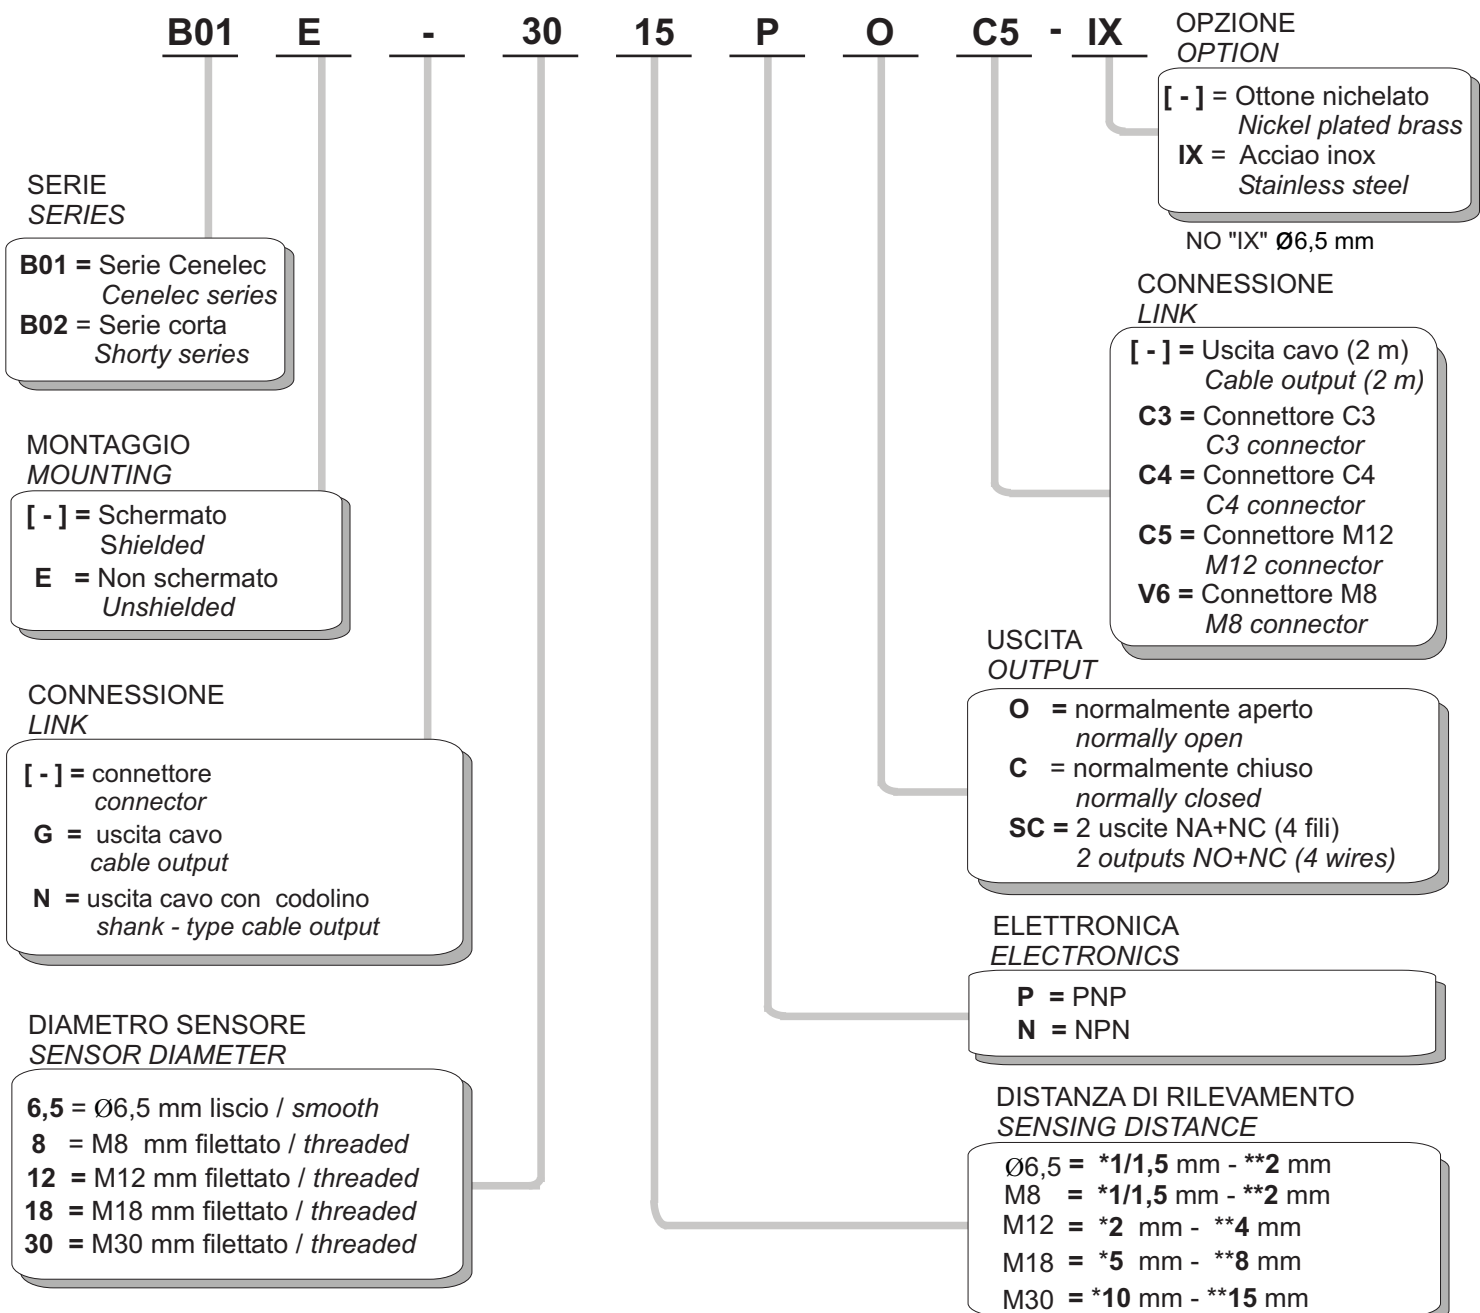 B01 E - 30 15 P O C5 - IX
OPZIONE
OPTION
[ - ] = Ottone nichelato
Nickel plated brass
IX = Acciao inox
Stainless steel
NO "IX" Ø6,5 mm
SERIE
SERIES
B01 = Serie Cenelec
Cenelec series
B02 = Serie corta
Shorty series
MONTAGGIO
MOUNTING
[ - ] = Schermato
Shielded
E = Non schermato
Unshielded
CONNESSIONE
LINK
[ - ] = connettore
connector
G = uscita cavo
cable output
N = uscita cavo con codolino
shank - type cable output
DIAMETRO SENSORE
SENSOR DIAMETER
6,5 = Ø6,5 mm liscio / smooth
8 = M8 mm filettato / threaded
12 = M12 mm filettato / threaded
18 = M18 mm filettato / threaded
30 = M30 mm filettato / threaded
CONNESSIONE
LINK
[ - ] = Uscita cavo (2 m)
Cable output (2 m)
C3 = Connettore C3
C3 connector
C4 = Connettore C4
C4 connector
C5 = Connettore M12
M12 connector
V6 = Connettore M8
M8 connector
USCITA
OUTPUT
O = normalmente aperto
normally open
C = normalmente chiuso
normally closed
SC = 2 uscite NA+NC (4 fili)
2 outputs NO+NC (4 wires)
ELETTRONICA
ELECTRONICS
P = PNP
N = NPN
DISTANZA DI RILEVAMENTO
SENSING DISTANCE
Ø6,5 = *1/1,5 mm - **2 mm
M8 = *1/1,5 mm - **2 mm
M12 = *2 mm - **4 mm
M18 = *5 mm - **8 mm
M30 = *10 mm - **15 mm